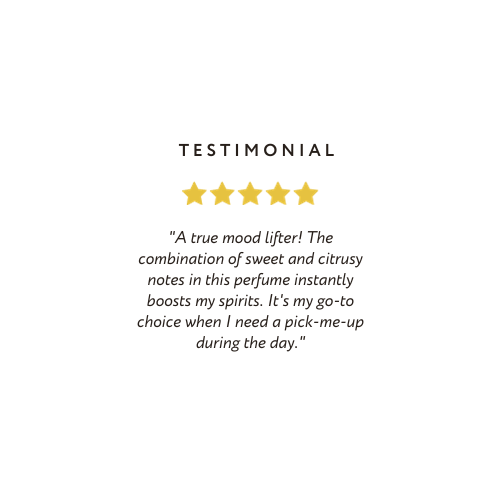 TESTIMONIAL
"A true mood lifter! The
combination of sweet and citrusy
notes in this perfume instantly
boosts my spirits. It's my go-to
choice when I need a pick-me-up
during the day."